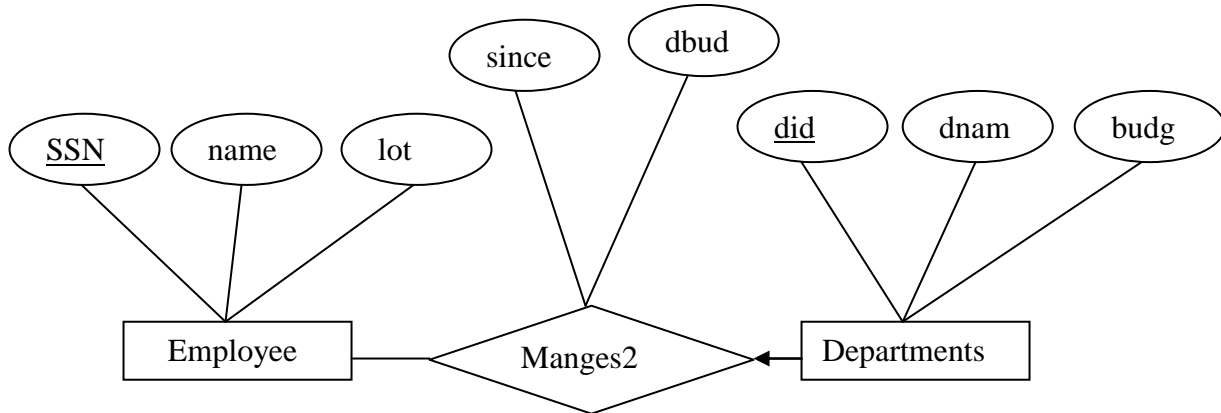 since
dbud
SSN
name
lot
did
dnam
budg
Employee
Manges2
Departments